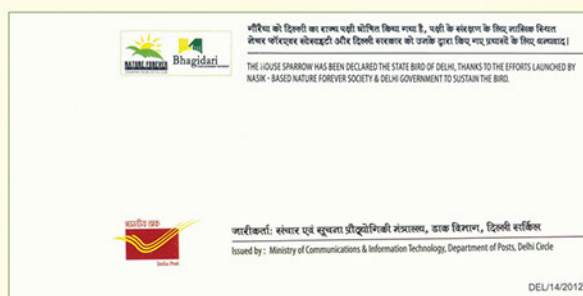 गौरैया को दिल्ली का राज्य पक्षी घोषित किया गया है, पक्षी के संरक्षण के लिए नासिक स्थित
नेचर फॉरएवर सोसाइटी और दिल्ली सरकार को उनके द्वारा किए गए प्रयासों के लिए धन्यवाद।
NATURE FOREVER
Bhagidari
THE HOUSE SPARROW HAS BEEN DECLARED THE STATE BIRD OF DELHI, THANKS TO THE EFFORTS LAUNCHED BY
NASIK - BASED NATURE FOREVER SOCIETY & DELHI GOVERNMENT TO SUSTAIN THE BIRD.
भारतीय डाक
India Post
जारीकर्ता: संचार एवं सूचना प्रौद्योगिकी मंत्रालय, डाक विभाग, दिल्ली सर्किल
Issued by : Ministry of Communications & Information Technology, Department of Posts, Delhi Circle
DEL/14/2012